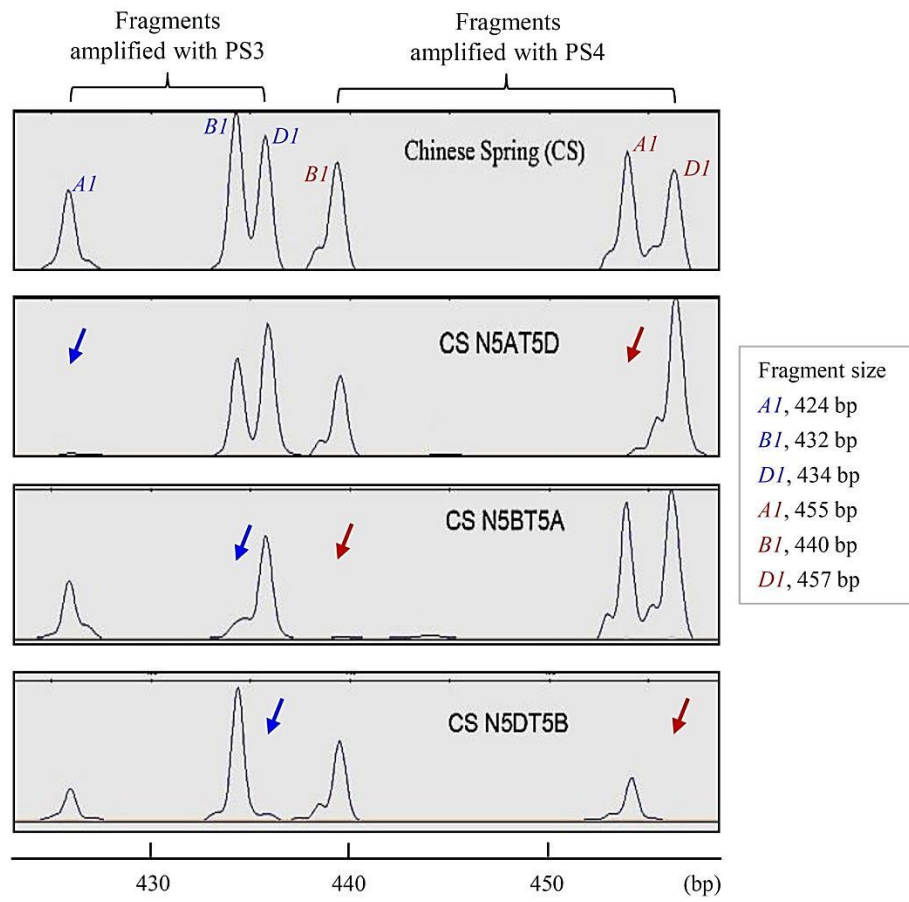 Fragments
amplified with PS3
Fragments
amplified with PS4
A1
B1
D1
B1
Chinese Spring (CS)
A1
D1
CS N5AT5D
CS N5BT5A
CS N5DT5B
Fragment size
A1, 424 bp
B1, 432 bp
D1, 434 bp
A1, 455 bp
B1, 440 bp
D1, 457 bp
430 440 450 (bp)